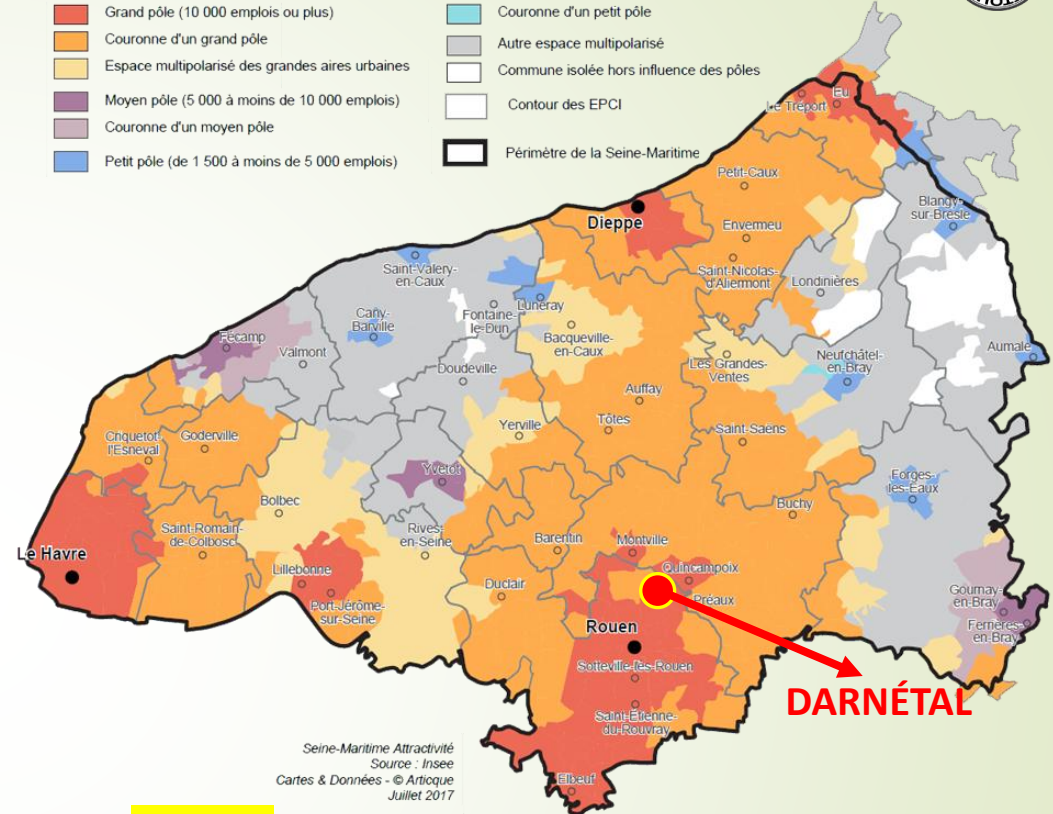 Grand pôle (10 000 emplois ou plus)
Couronne d'un grand pôle
Espace multipolarisé des grandes aires urbaines
Moyen pôle (5 000 à moins de 10 000 emplois)
Couronne d'un moyen pôle
Petit pôle (de 1 500 à moins de 5 000 emplois)
Couronne d'un petit pôle
Autre espace multipolarisé
Commune isolée hors influence des pôles
Contour des EPCI
Périmètre de la Seine-Maritime
Le Tréport
Eu
Petit-Caux
Dieppe
Envermeu
Blangy-
sur-Bresle
Saint-Nicolas-
d'Aliermont
Londinières
Saint-Valery-
en-Caux
Cany-
Barville
Fontaine-
le-Dun
Luneray
Bacqueville-
en-Caux
Les Grandes-
Ventes
Neufchâtel-
en-Bray
Aumale
Fécamp
Valmont
Doudeville
Auffay
Tôtes
Saint-Saëns
Yerville
Criquetot-
l'Esneval
Goderville
Yvetot
Forges-
les-Eaux
Bolbec
Buchy
Saint-Romain-
de-Colbosc
Rives-
en-Seine
Barentin
Montville
Quincampoix
Le Havre
Lillebonne
Port-Jérôme-
sur-Seine
Duclair
Préaux
Gournay-
en-Bray
Ferrières-
en-Bray
Rouen
Sotteville-lès-Rouen
DARNÉTAL
Saint-Etienne-
du-Rouvray
Elbeuf
Seine-Maritime Attractivité
Source : Insee
Cartes & Données - © Articque
Juillet 2017